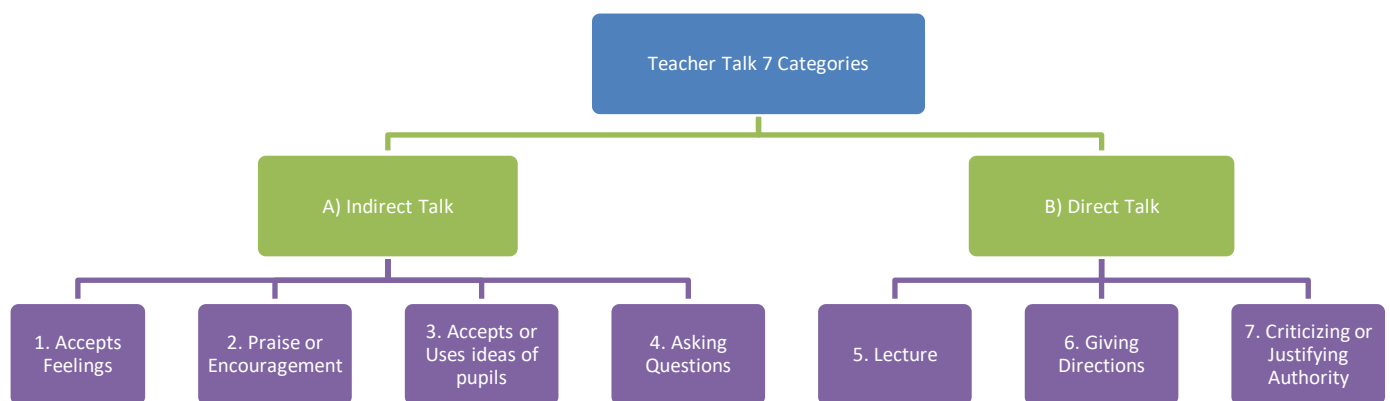 Teacher Talk 7 Categories
A) Indirect Talk
B) Direct Talk
1. Accepts
Feelings
2. Praise or
Encouragement
3. Accepts or
Uses ideas of
pupils
4. Asking
Questions
5. Lecture
6. Giving
Directions
7. Criticizing or
Justifying
Authority